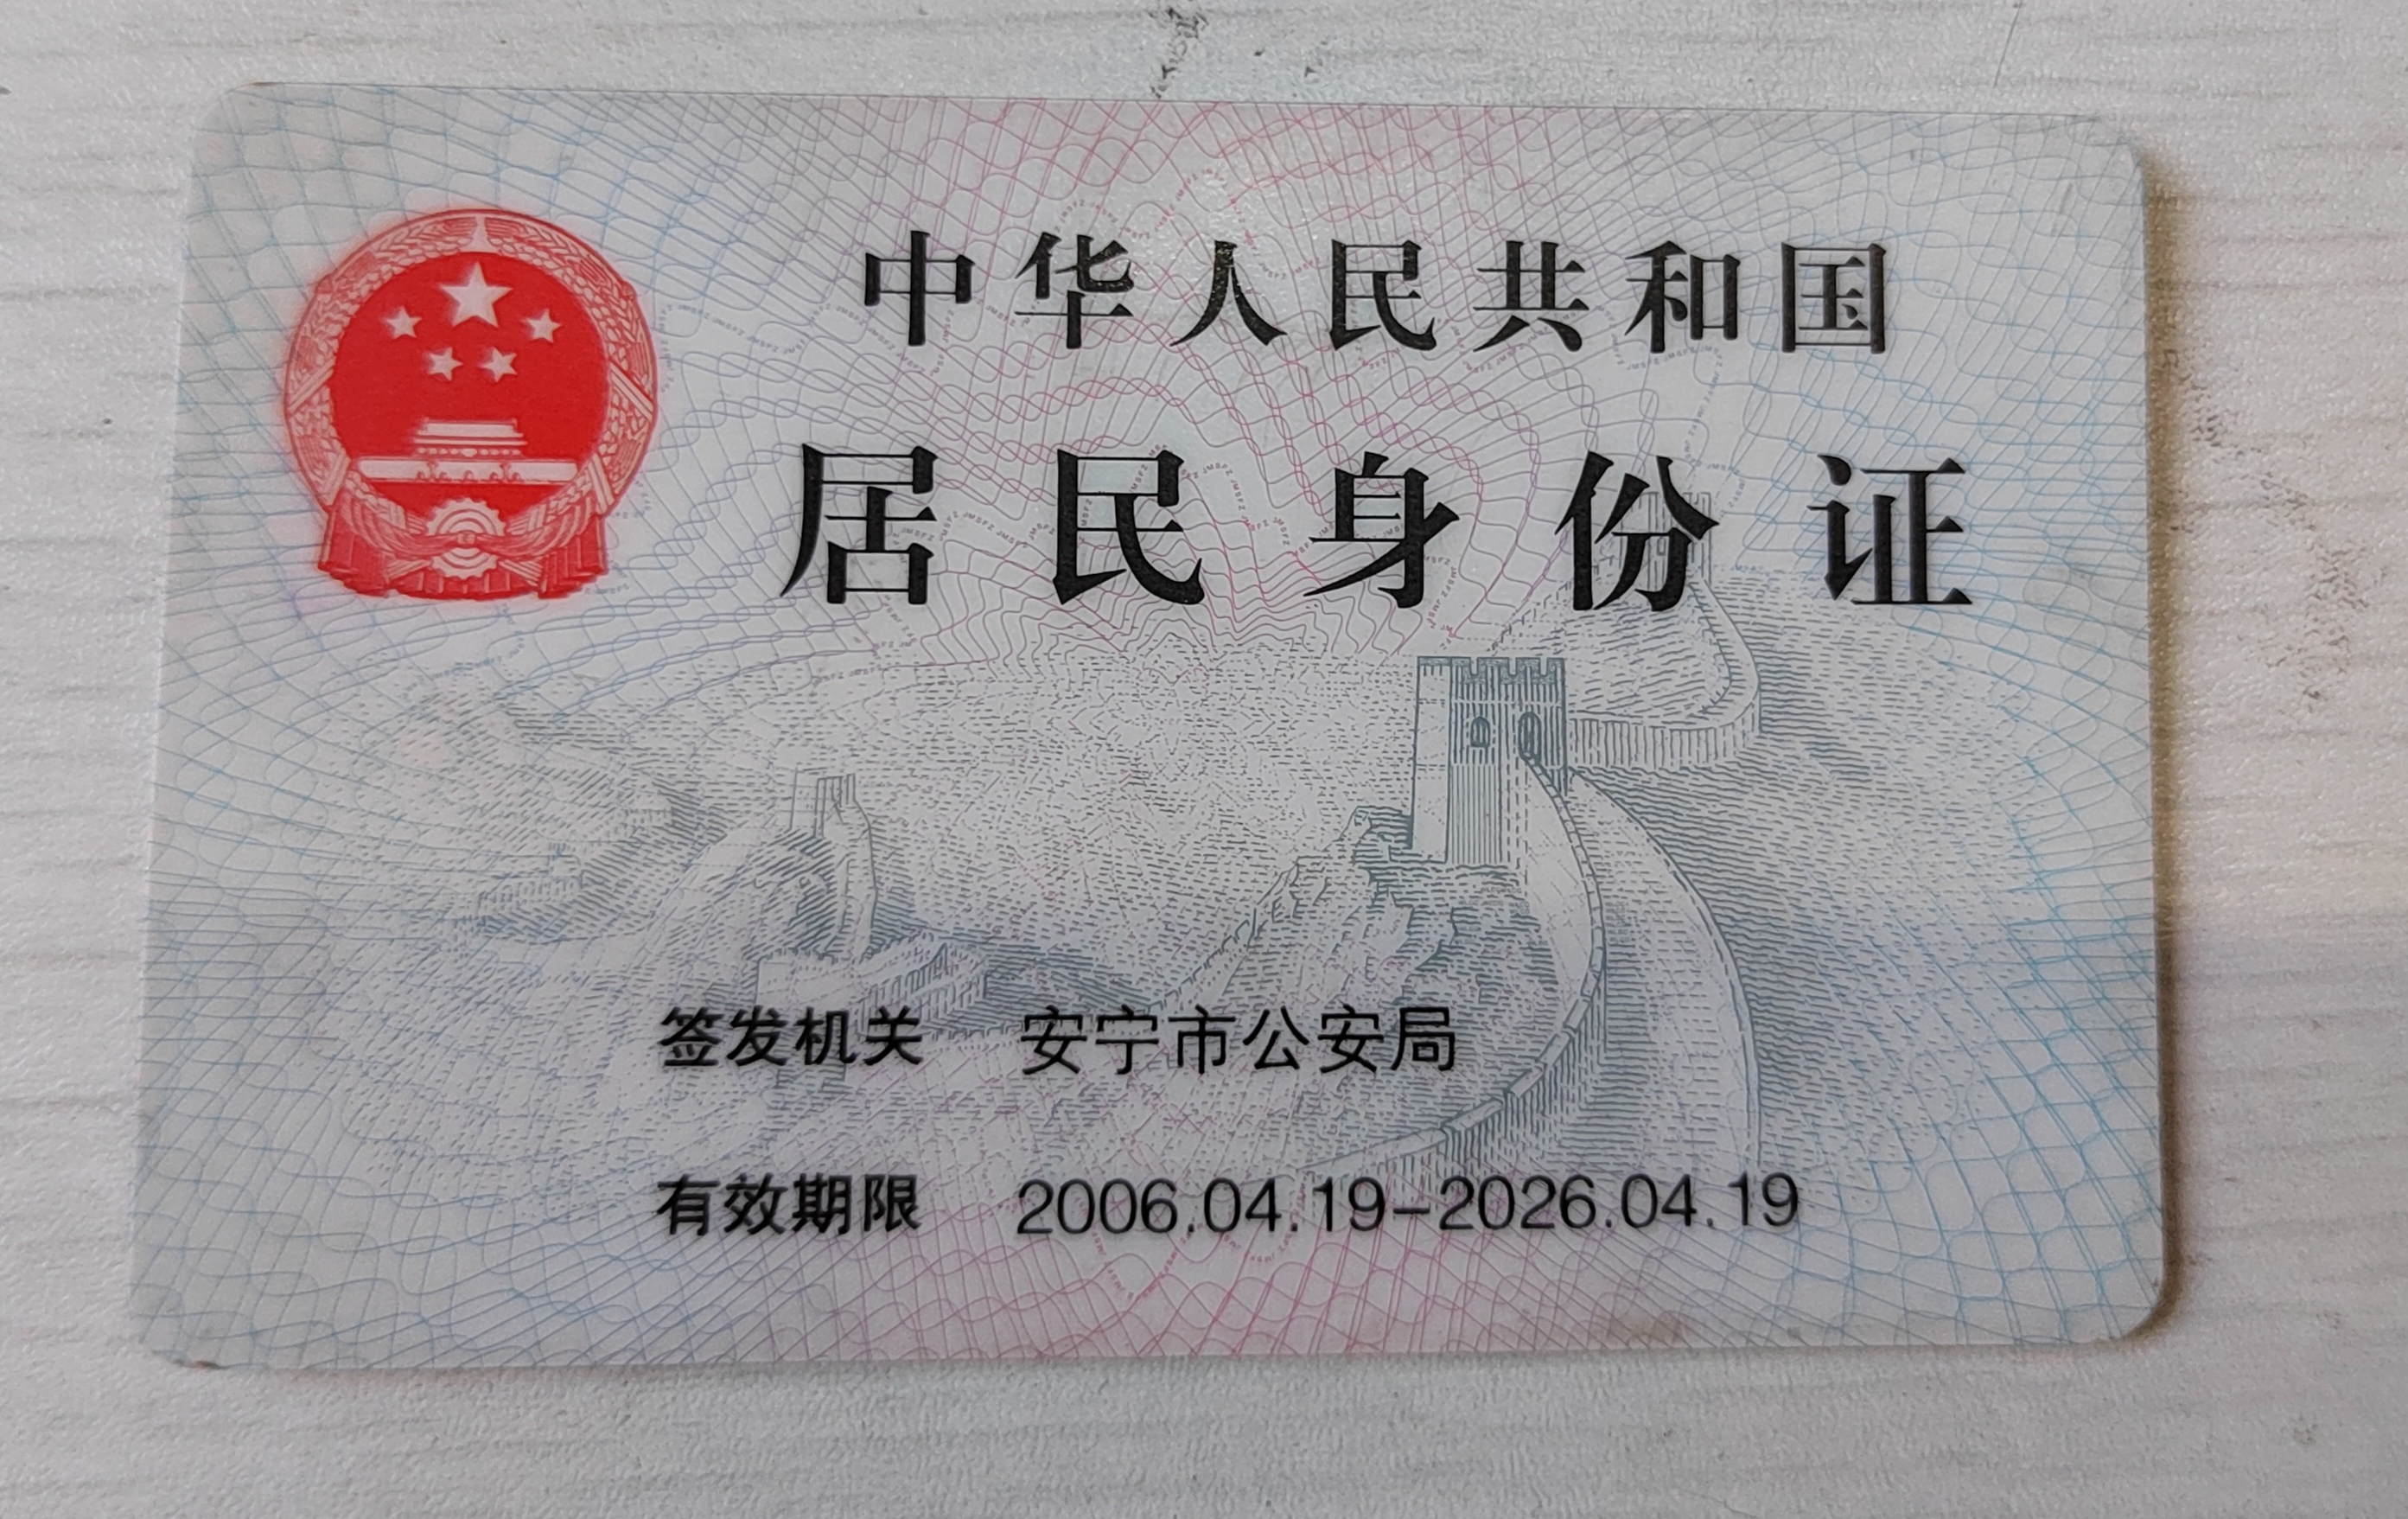 中华人民共和国
居民身份证
签发机关 安宁市公安局
有效期限 2006.04.19-2026.04.19